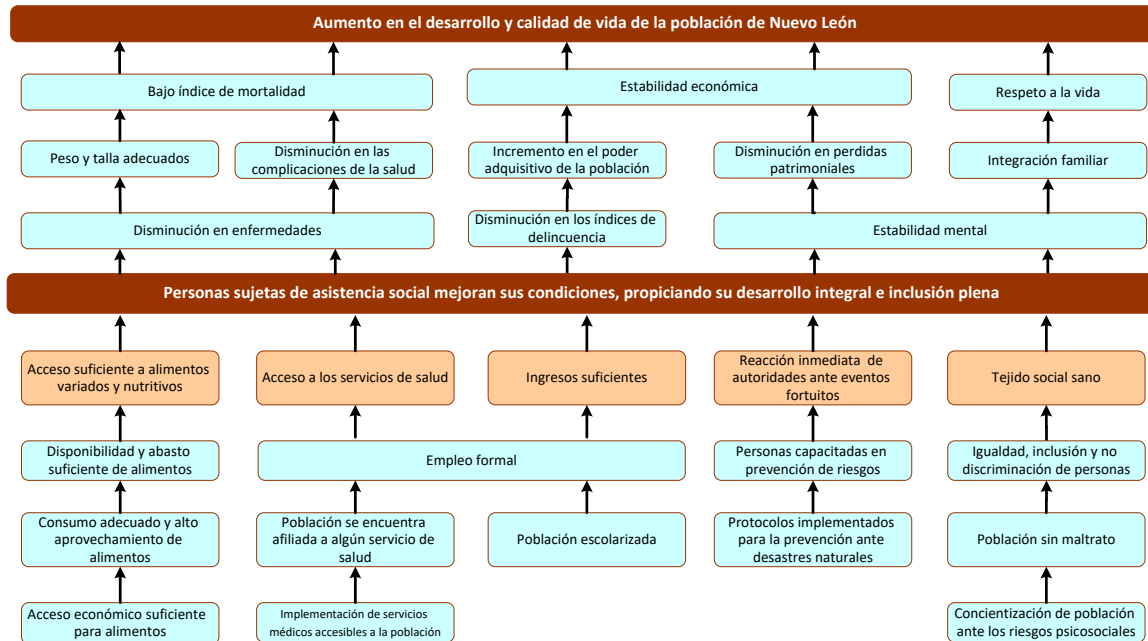 Aumento en el desarrollo y calidad de vida de la población de Nuevo León
Bajo índice de mortalidad
Estabilidad económica
Respeto a la vida
Peso y talla adecuados
Disminución en las
complicaciones de la salud
Incremento en el poder
adquisitivo de la población
Disminución en perdidas
patrimoniales
Integración familiar
Disminución en enfermedades
Disminución en los índices de
delincuencia
Estabilidad mental
Personas sujetas de asistencia social mejoran sus condiciones, propiciando su desarrollo integral e inclusión plena
Acceso suficiente a alimentos
variados y nutritivos
Acceso a los servicios de salud
Ingresos suficientes
Reacción inmediata de
autoridades ante eventos
fortuitos
Tejido social sano
Disponibilidad y abasto
suficiente de alimentos
Empleo formal
Personas capacitadas en
prevención de riesgos
Igualdad, inclusión y no
discriminación de personas
Consumo adecuado y alto
aprovechamiento de
alimentos
Población se encuentra
afiliada a algún servicio de
salud
Población escolarizada
Protocolos implementados
para la prevención ante
desastres naturales
Población sin maltrato
Acceso económico suficiente
para alimentos
Implementación de servicios
médicos accesibles a la población
Concientización de población
ante los riesgos psicosociales